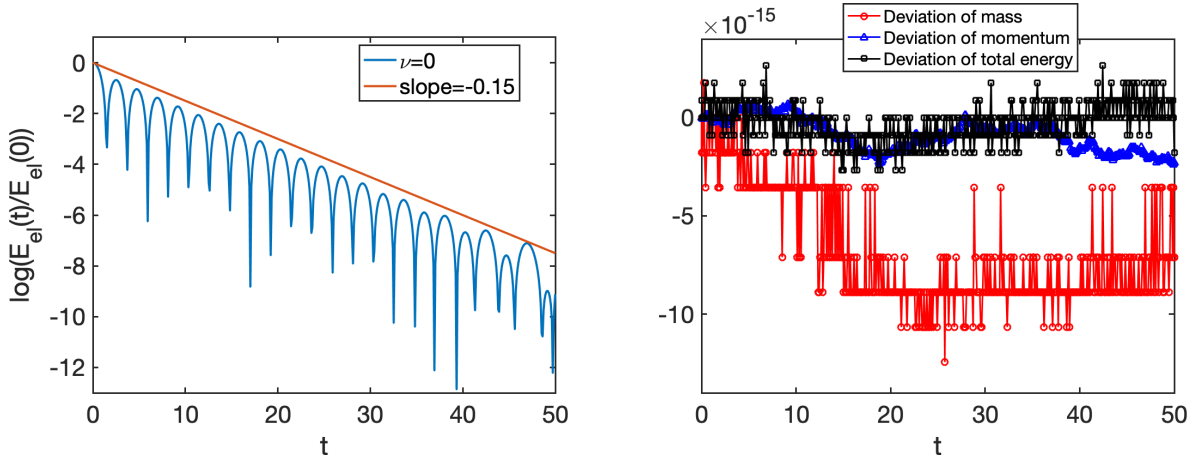 0
-2
-4
-6
-8
-10
-12
0 10 20 30 40 50
t
log(E_el(t)/E_el(0))
ν=0
slope=-0.15
×10^-15
Deviation of mass
Deviation of momentum
Deviation of total energy
0
-5
-10
0 10 20 30 40 50
t